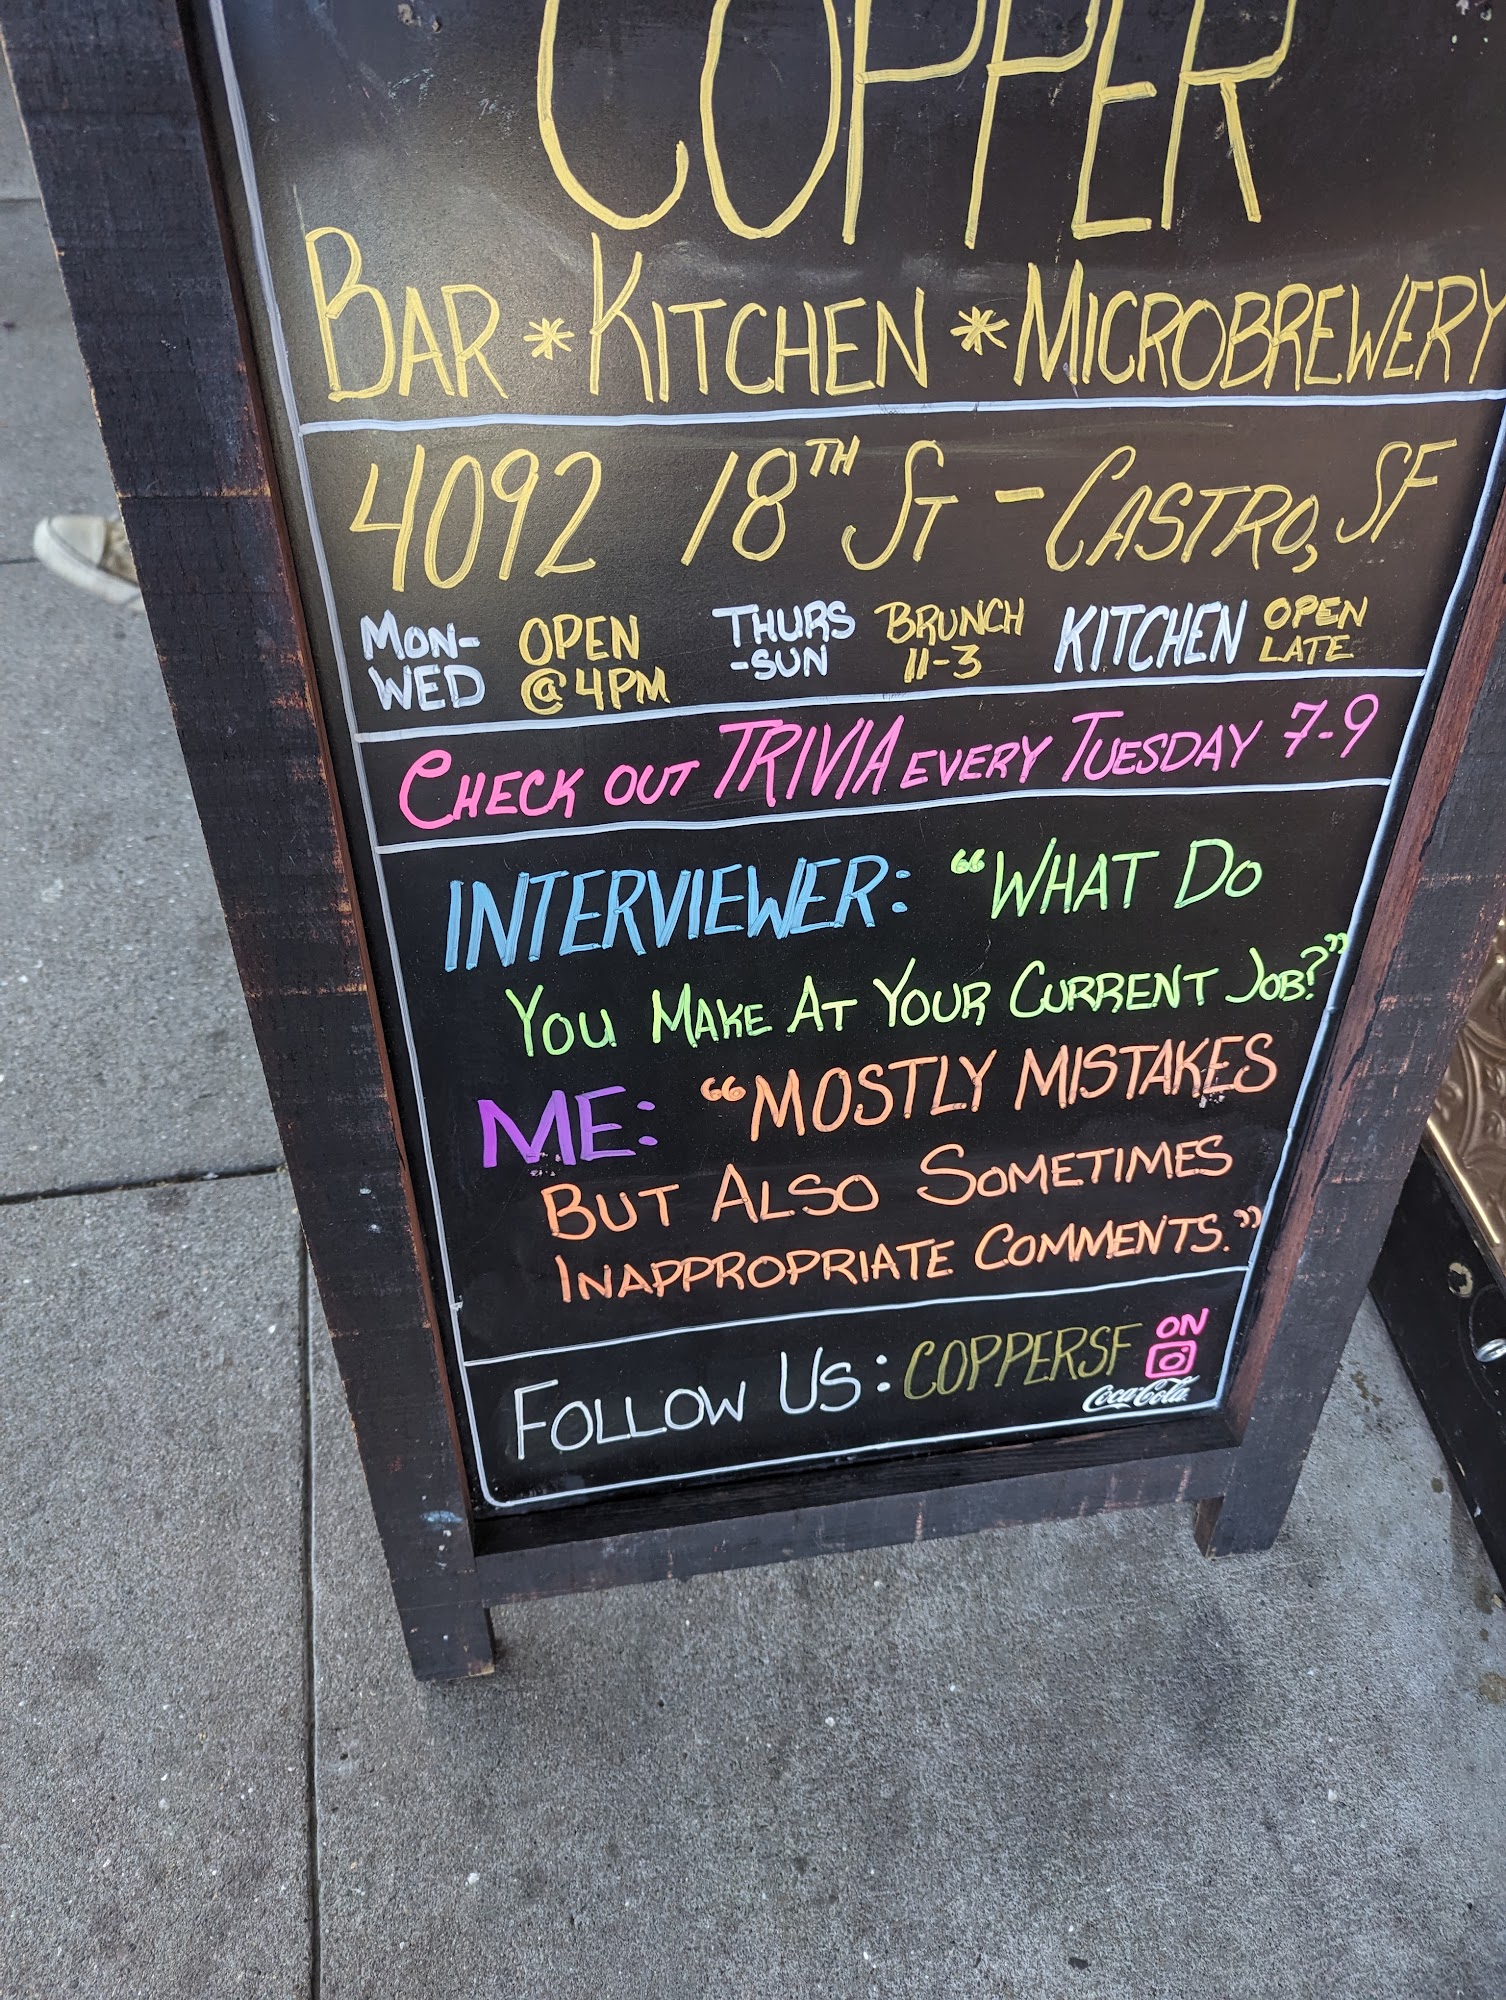 COPPER
BAR * KITCHEN * MICROBREWERY
4092 18TH ST - CASTRO, SF
MON-WED OPEN @ 4PM THURS-SUN BRUNCH 11-3 KITCHEN OPEN LATE
CHECK OUT TRIVIA EVERY TUESDAY 7-9
INTERVIEWER: "WHAT DO
YOU MAKE AT YOUR CURRENT JOB?"
ME: "MOSTLY MISTAKES
BUT ALSO SOMETIMES
INAPPROPRIATE COMMENTS."
FOLLOW US: COPPERSF ON
Coca-Cola